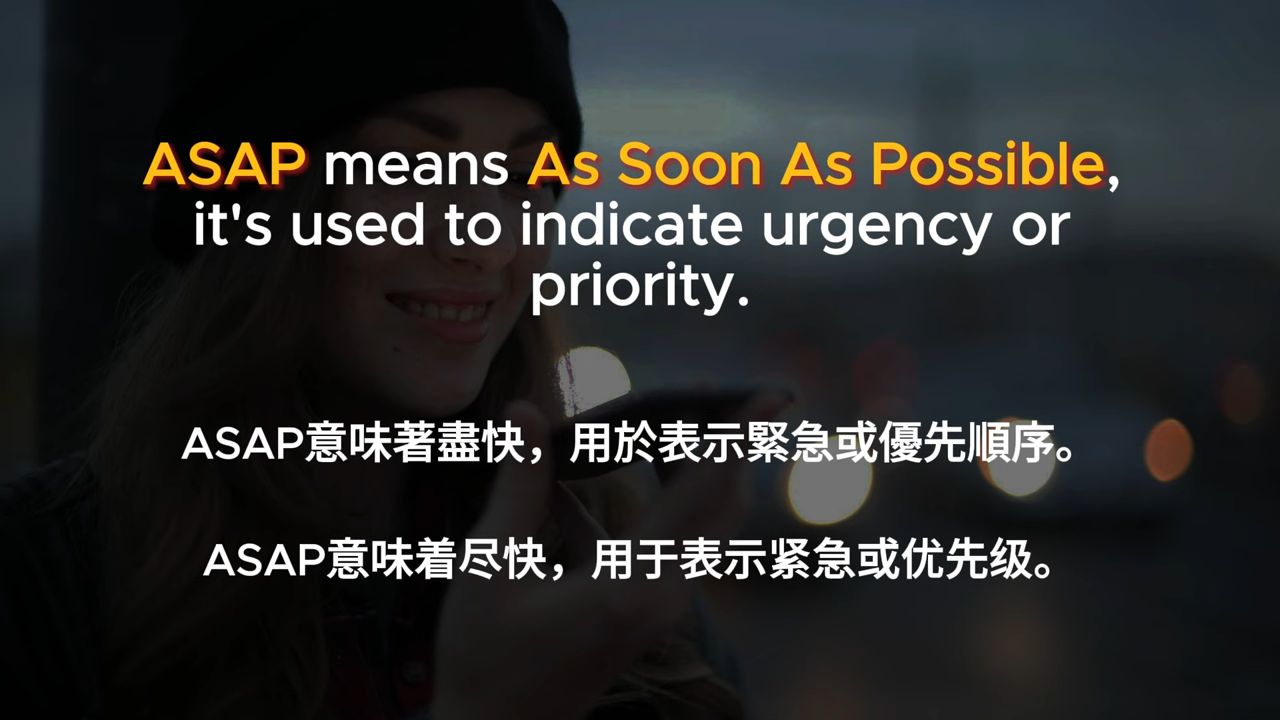 ASAP means As Soon As Possible,
it's used to indicate urgency or
priority.
ASAP意味著盡快，用於表示緊急或優先順序。
ASAP意味着尽快，用于表示紧急或优先级。